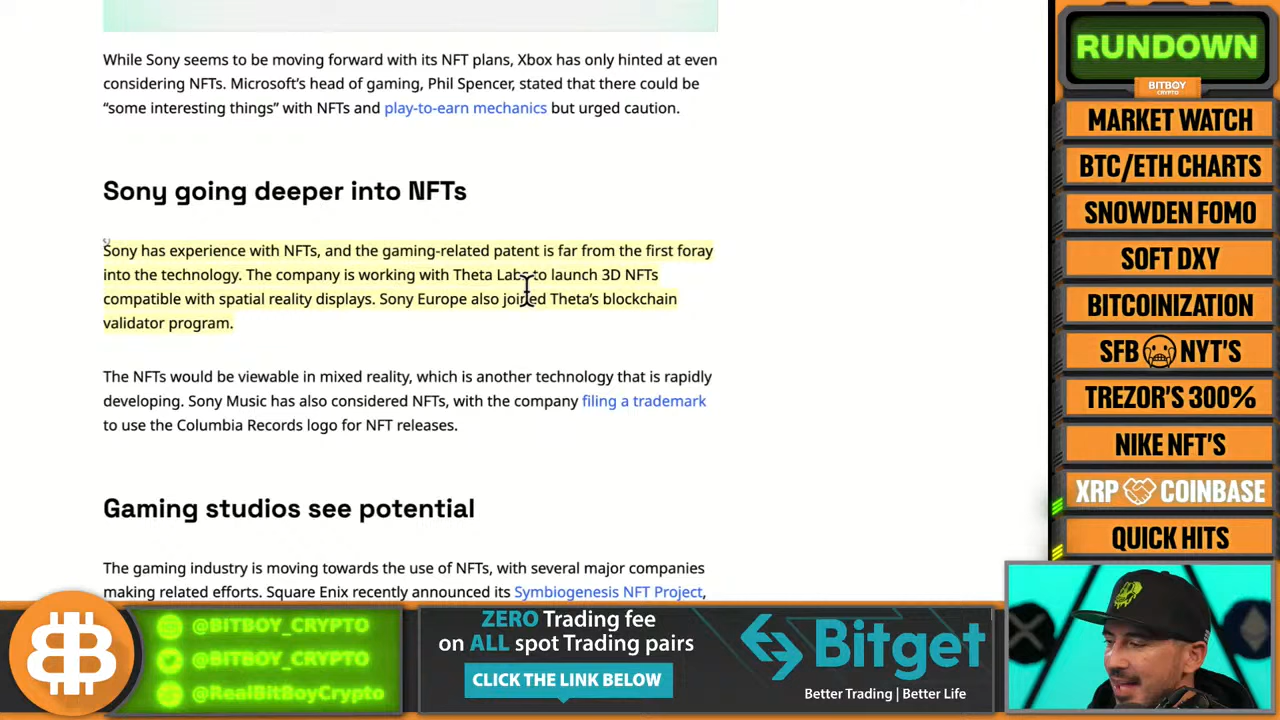 While Sony seems to be moving forward with its NFT plans, Xbox has only hinted at even
considering NFTs. Microsoft's head of gaming, Phil Spencer, stated that there could be
“some interesting things” with NFTs and play-to-earn mechanics but urged caution.
Sony going deeper into NFTs
Sony has experience with NFTs, and the gaming-related patent is far from the first foray
into the technology. The company is working with Theta Labs to launch 3D NFTs
compatible with spatial reality displays. Sony Europe also joined Theta's blockchain
validator program.
The NFTs would be viewable in mixed reality, which is another technology that is rapidly
developing. Sony Music has also considered NFTs, with the company filing a trademark
to use the Columbia Records logo for NFT releases.
Gaming studios see potential
The gaming industry is moving towards the use of NFTs, with several major companies
making related efforts. Square Enix recently announced its Symbiogenesis NFT Project,
RUNDOWN
BITBOY
CRYPTO
MARKET WATCH
BTC/ETH CHARTS
SNOWDEN FOMO
SOFT DXY
BITCOINIZATION
SFB NYT'S
TREZOR'S 300%
NIKE NFT'S
XRP COINBASE
QUICK HITS
@BITBOY_CRYPTO
@BITBOY_CRYPTO
@RealBitBoyCrypto
ZERO Trading fee
on ALL spot Trading pairs
CLICK THE LINK BELOW
Bitget
Better Trading | Better Life